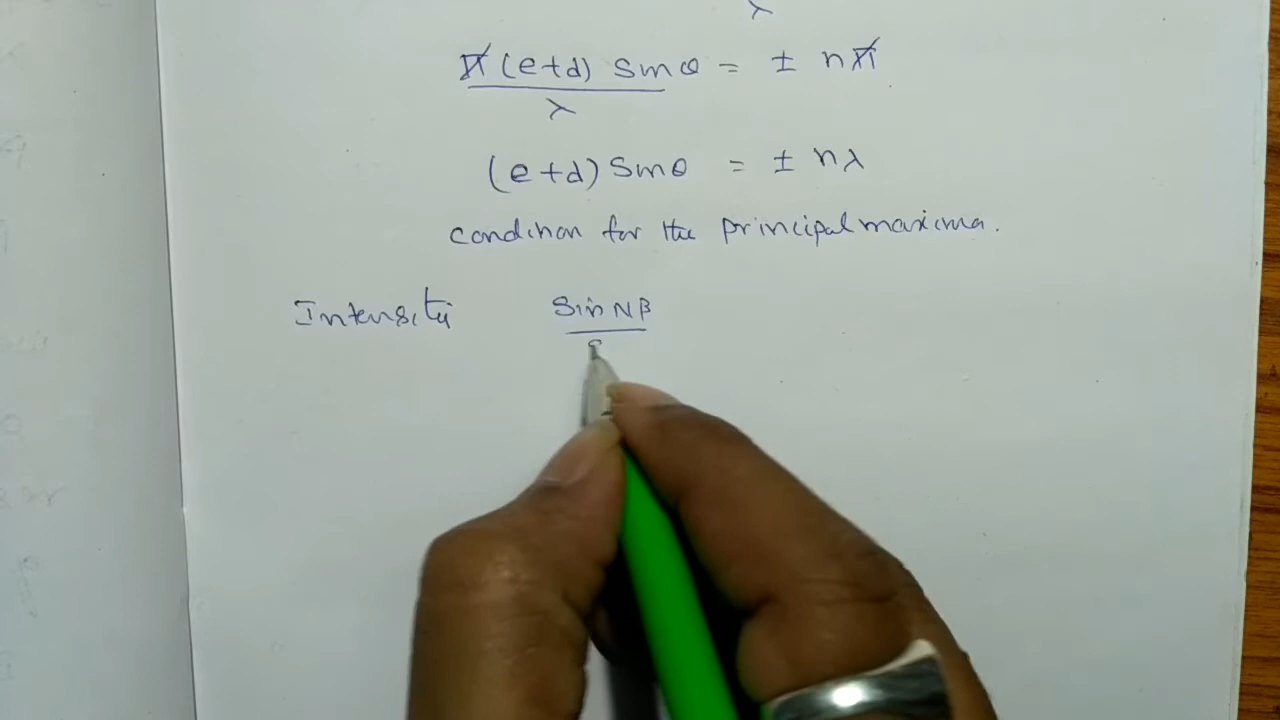 λ
π(e+d) Sinθ = ± nπ
λ
(e+d) Sinθ = ± nλ
condition for the principal maxima.
Intensity Sin Nβ
S